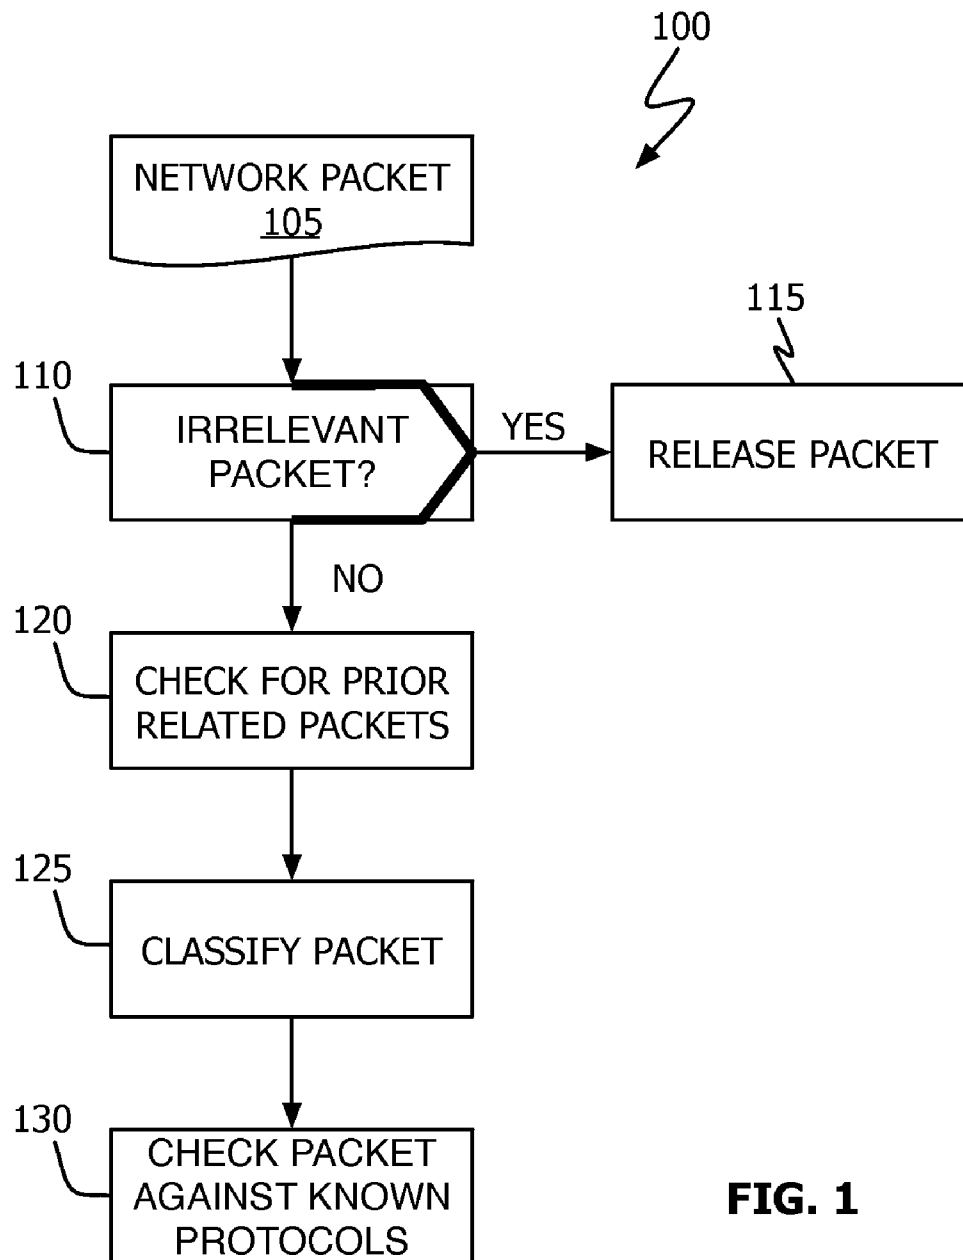 100
NETWORK PACKET
105
115
110
IRRELEVANT
PACKET?
YES
RELEASE PACKET
NO
120
CHECK FOR PRIOR
RELATED PACKETS
125
CLASSIFY PACKET
130
CHECK PACKET
AGAINST KNOWN
PROTOCOLS
FIG. 1